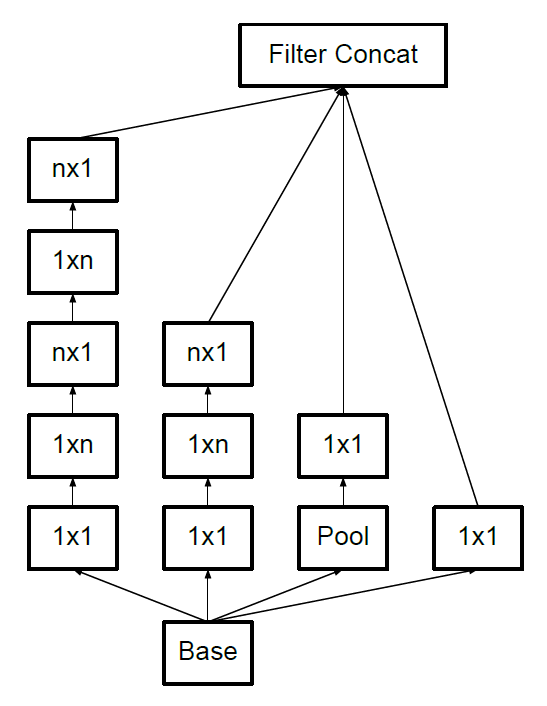 Filter Concat
nx1
1xn
nx1
nx1
1xn
1xn
1x1
1x1
1x1
Pool
1x1
Base